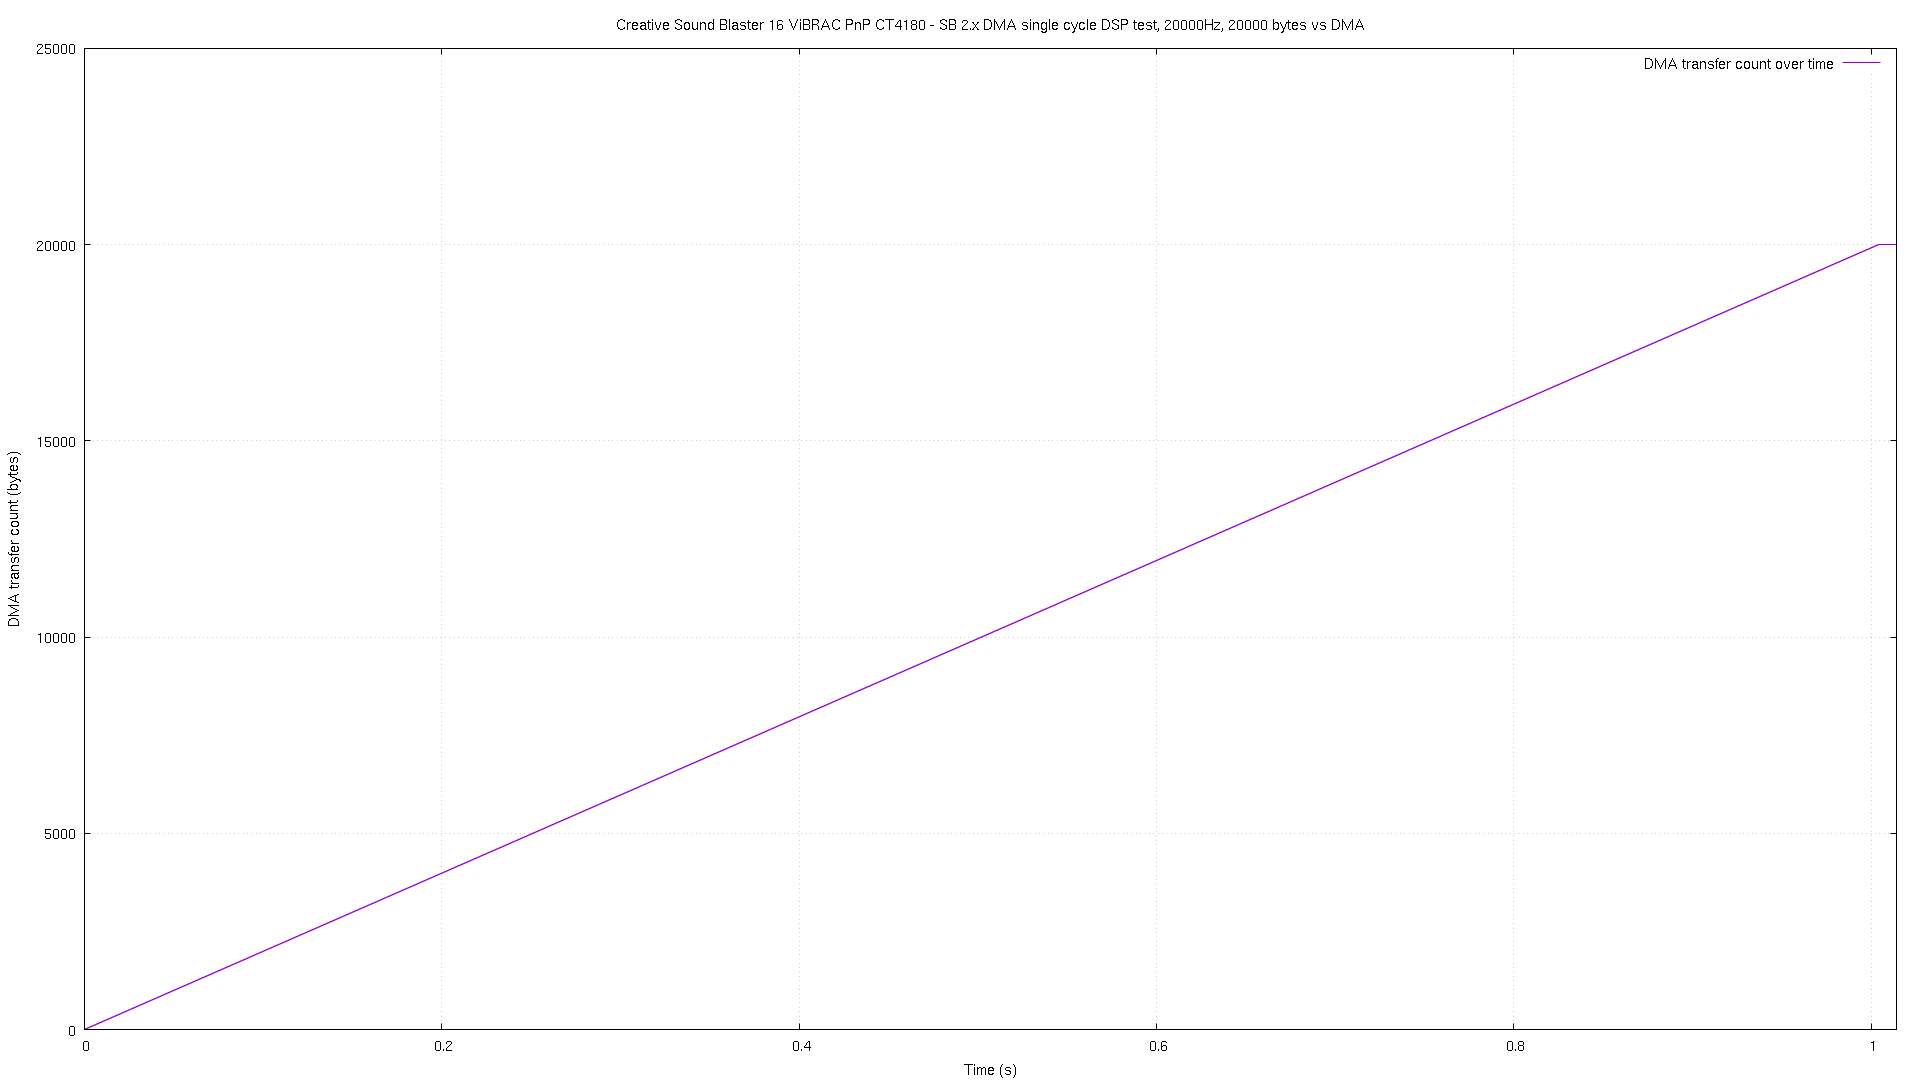 Creative Sound Blaster 16 ViBRAC PnP CT4180 - SB 2.x DMA single cycle DSP test, 20000Hz, 20000 bytes vs DMA
DMA transfer count over time
25000
20000
15000
10000
5000
0
DMA transfer count (bytes)
0 0.2 0.4 0.6 0.8 1
Time (s)